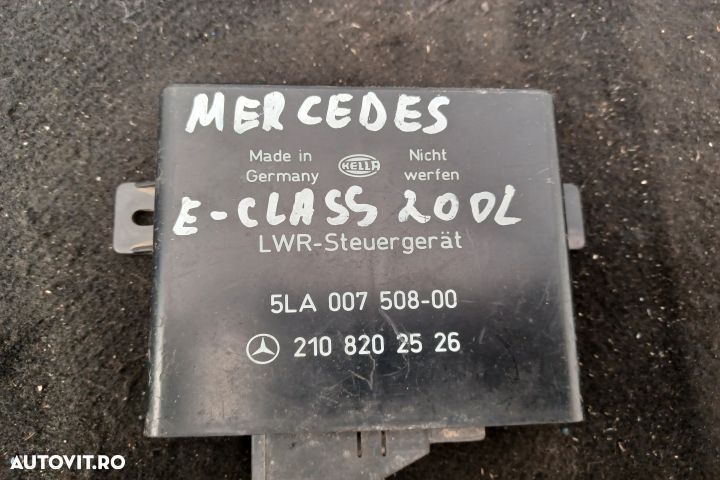 MERCEDES
Made in Germany
HELLA
Nicht werfen
E-CLASS 200L
LWR-Steuergerät
5LA 007 508-00
210 820 25 26
AUTOVIT.RO